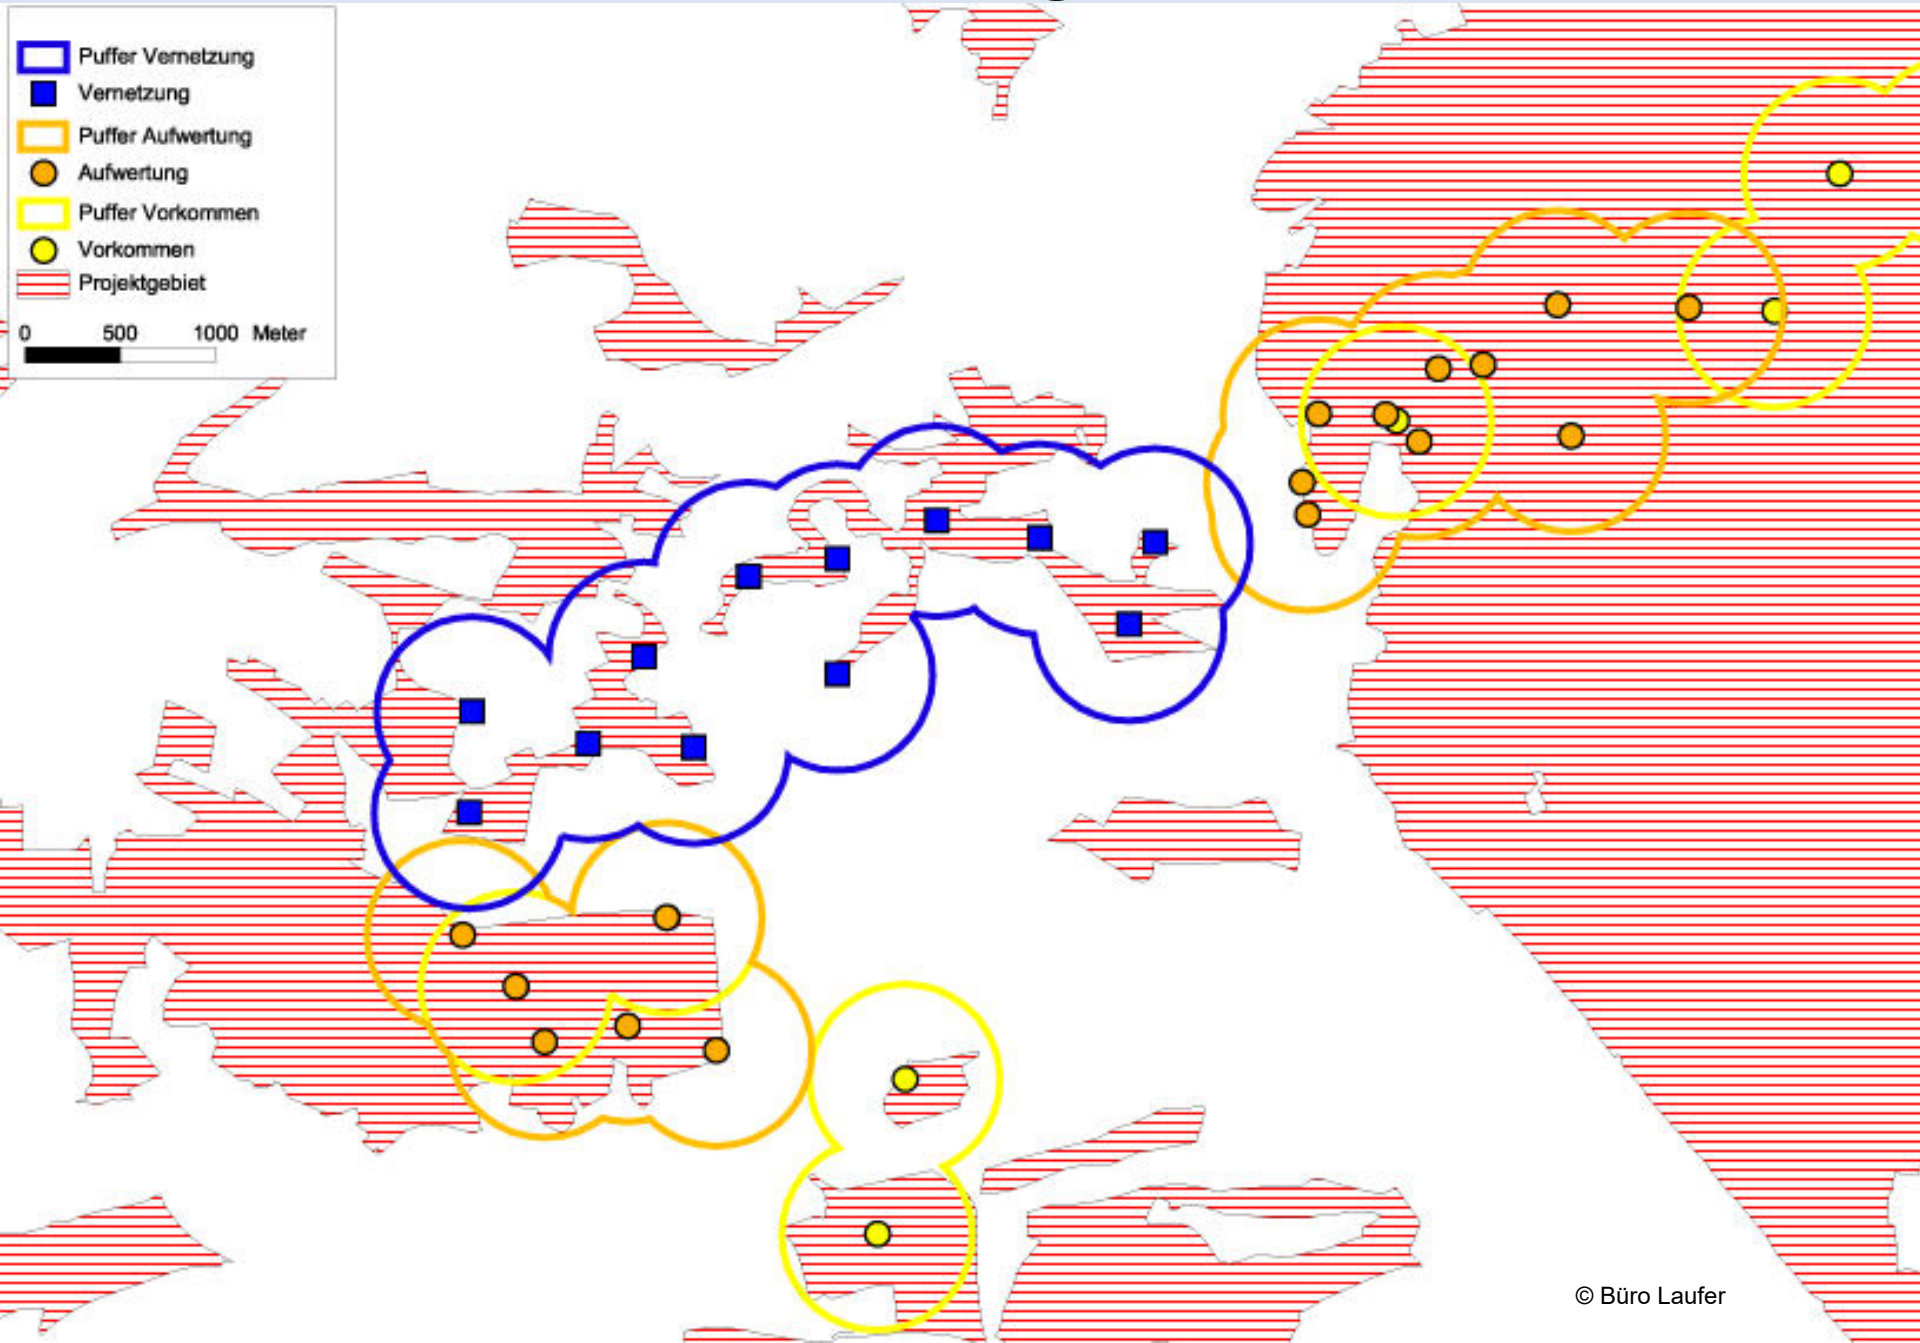 Puffer Vernetzung
Vernetzung
Puffer Aufwertung
Aufwertung
Puffer Vorkommen
Vorkommen
Projektgebiet
0 500 1000 Meter
© Büro Laufer